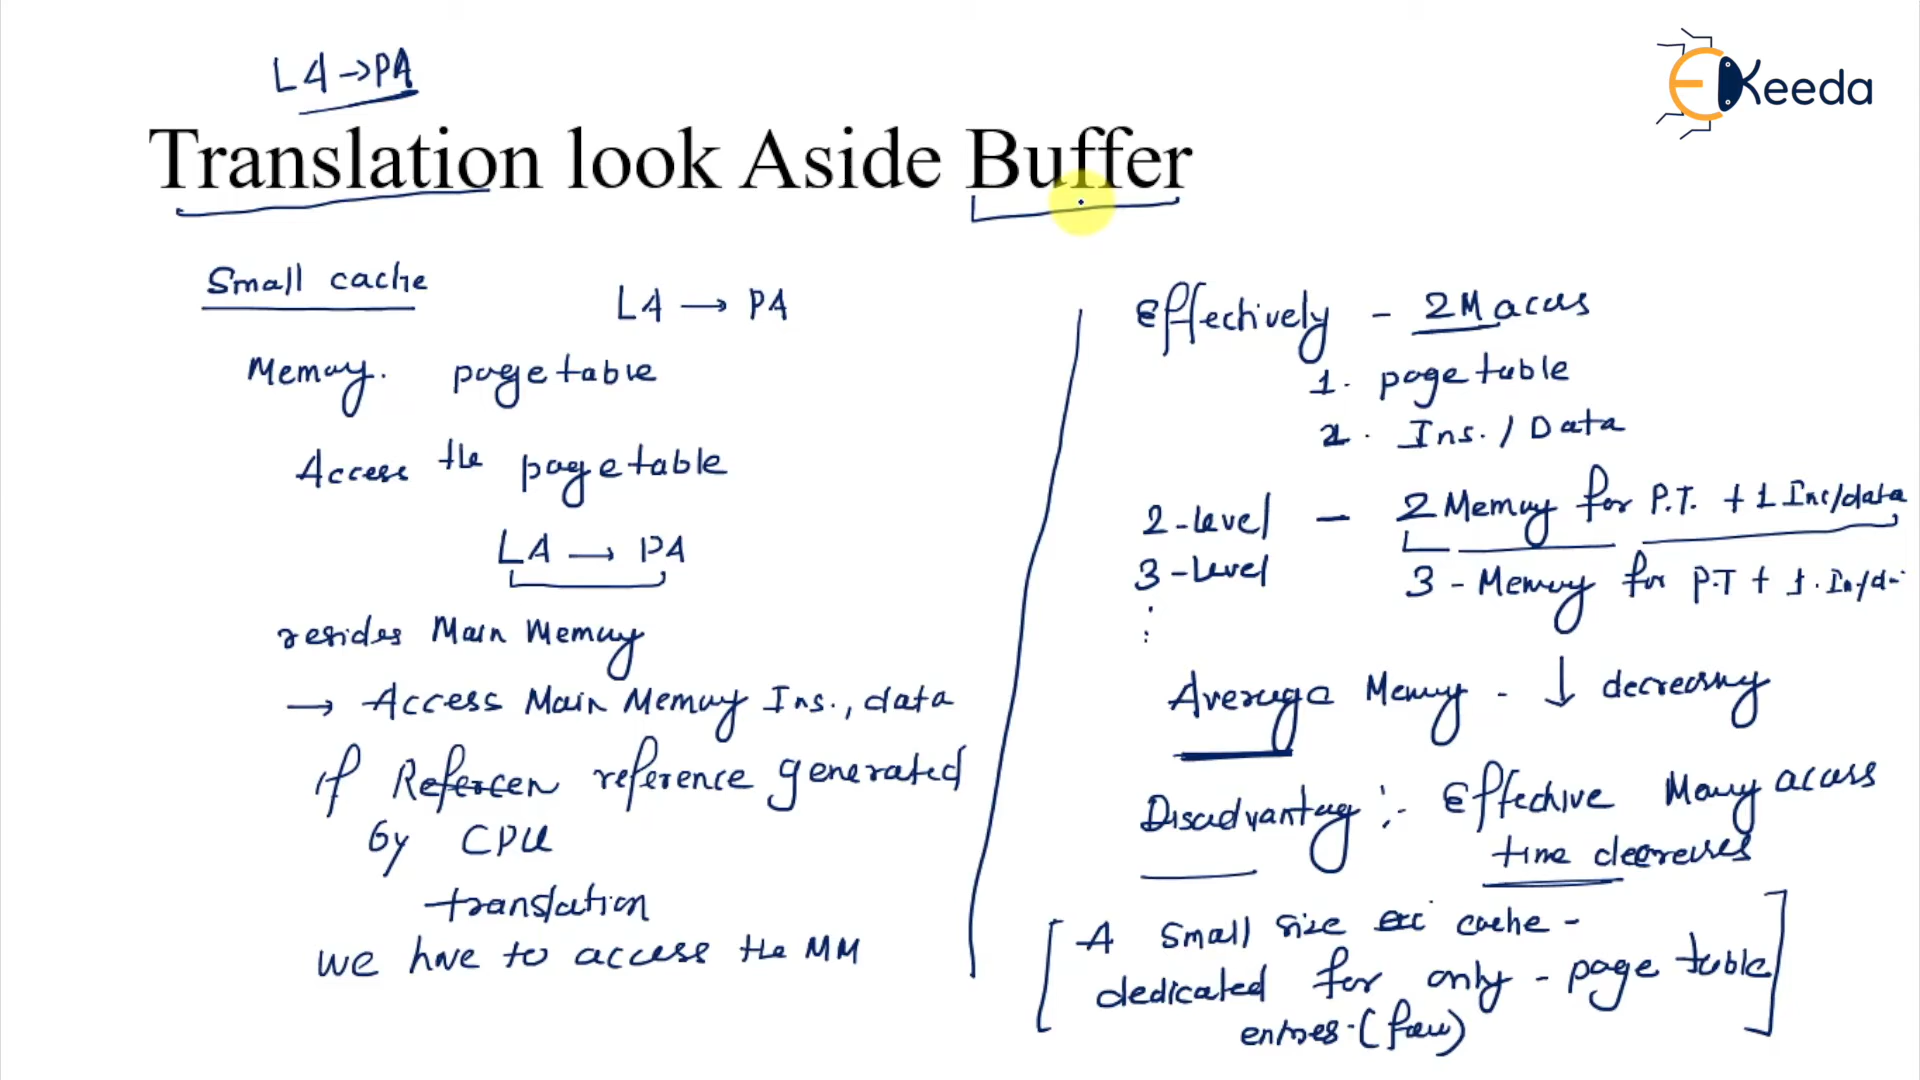 LA → PA
EKeeda
Translation look Aside Buffer
Small cache
LA → PA
Memory. page table
Access the page table
LA → PA
resides Main Memory
→ Access Main Memory Ins., data
if Refercen reference generated
by CPU
translation
we have to access the MM
Effectively - 2M access
1. page table
2. Ins. / Data
2-level - 2 Memory for P.T. + 1 Ins/data
3-level 3 - Memory for P.T + 1. In/d
Average Memory - ↓ decreasing
Disadvantag :- Effective Memory access
time decreases
[ A small size cache -
dedicated for only - page table
entries. (few) ]